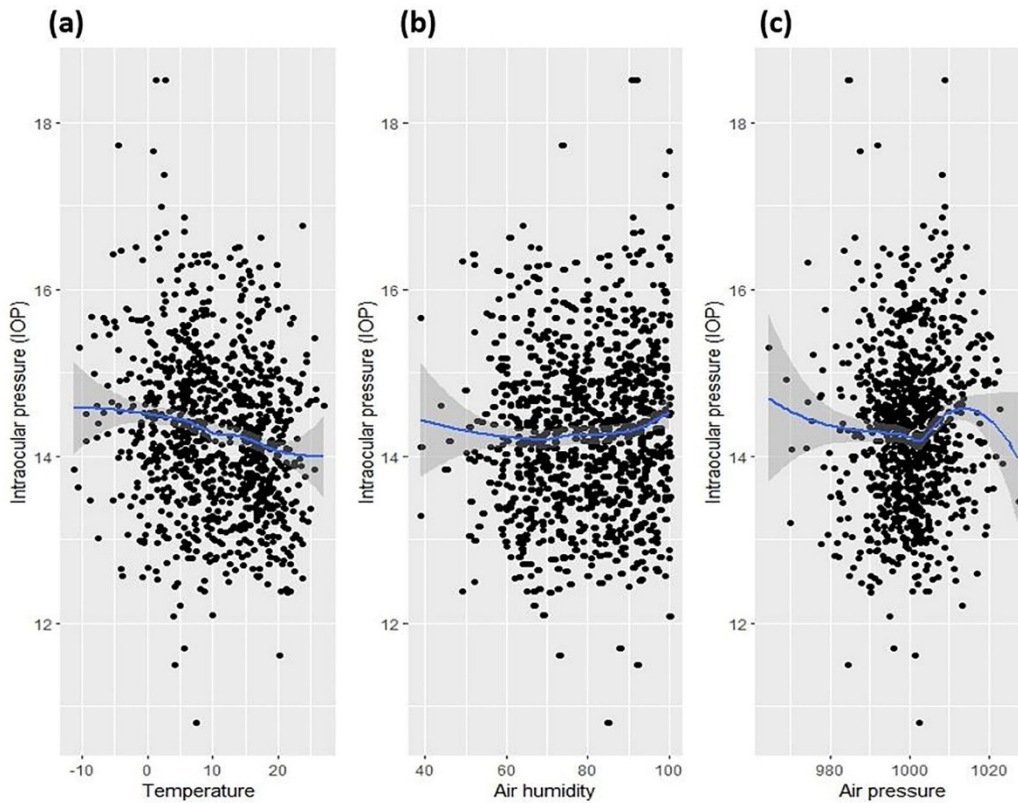 (a) (b) (c)
Intraocular pressure (IOP)
18
16
14
12
-10 0 10 20
Temperature
Intraocular pressure (IOP)
18
16
14
12
40 60 80 100
Air humidity
Intraocular pressure (IOP)
18
16
14
12
980 1000 1020
Air pressure